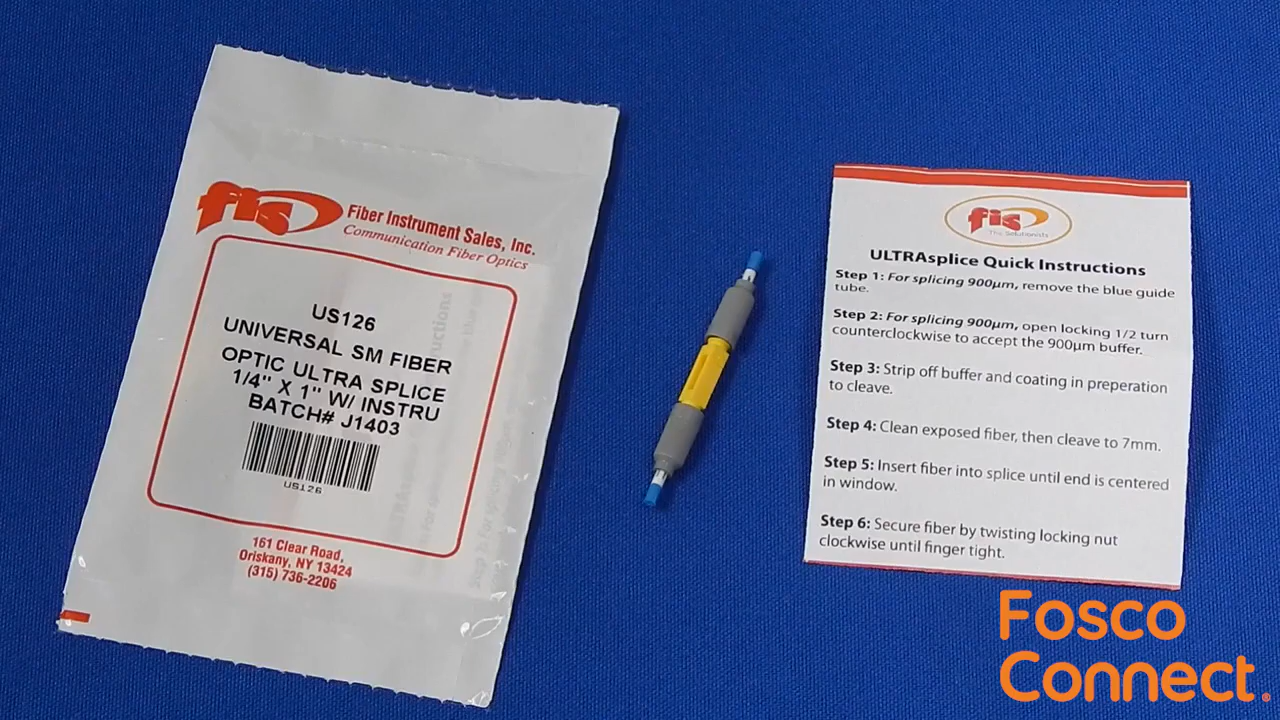 fis
Fiber Instrument Sales, Inc.
Communication Fiber Optics
US126
UNIVERSAL SM FIBER
OPTIC ULTRA SPLICE
1/4" X 1" W/ INSTRU
BATCH# J1403
US126
161 Clear Road,
Oriskany, NY 13424
(315) 736-2206
fis
The Solutionists
ULTRAsplice Quick Instructions
Step 1: For splicing 900µm, remove the blue guide
tube.
Step 2: For splicing 900µm, open locking 1/2 turn
counterclockwise to accept the 900µm buffer.
Step 3: Strip off buffer and coating in preperation
to cleave.
Step 4: Clean exposed fiber, then cleave to 7mm.
Step 5: Insert fiber into splice until end is centered
in window.
Step 6: Secure fiber by twisting locking nut
clockwise until finger tight.
Fosco
Connect.®